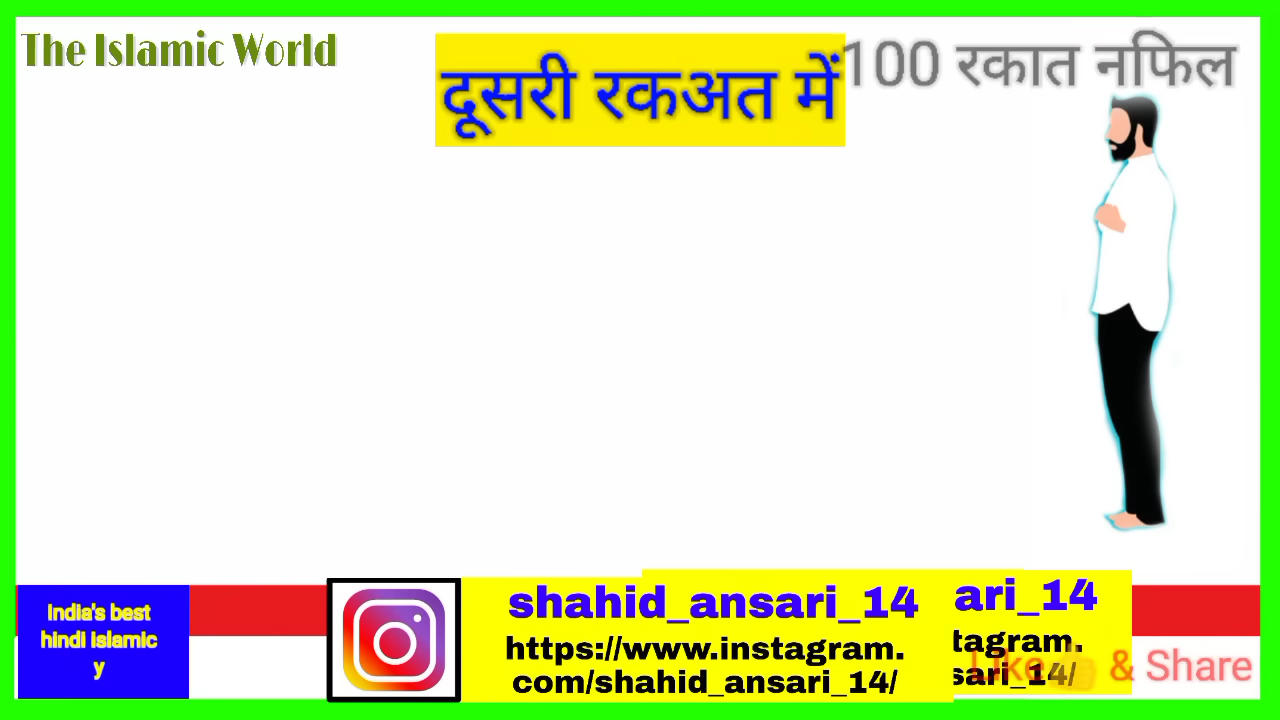 The Islamic World
दूसरी रकअत में
100 रकात नफिल
India's best
hindi islamic
y
shahid_ansari_14
https://www.instagram.
com/shahid_ansari_14/
ari_14
tagram.
sari_14/
Like & Share